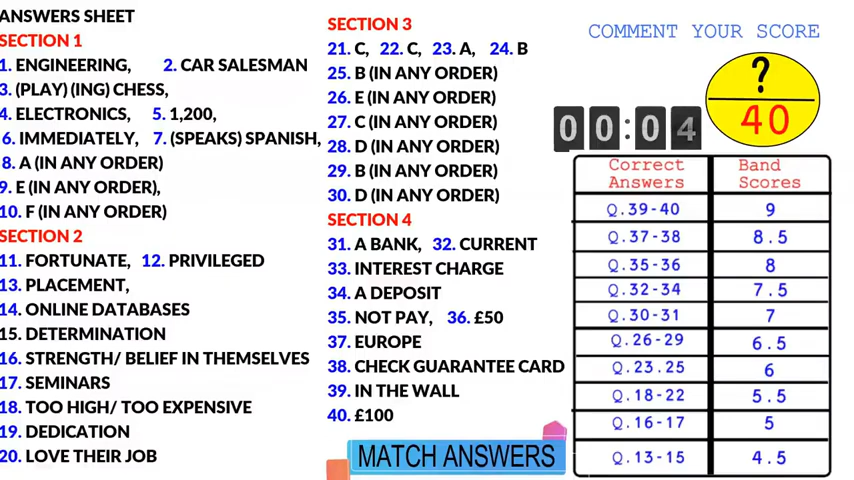 ANSWERS SHEET
SECTION 1
1. ENGINEERING, 2. CAR SALESMAN
3. (PLAY) (ING) CHESS,
4. ELECTRONICS, 5. 1,200,
6. IMMEDIATELY, 7. (SPEAKS) SPANISH,
8. A (IN ANY ORDER)
9. E (IN ANY ORDER),
10. F (IN ANY ORDER)
SECTION 2
11. FORTUNATE, 12. PRIVILEGED
13. PLACEMENT,
14. ONLINE DATABASES
15. DETERMINATION
16. STRENGTH/ BELIEF IN THEMSELVES
17. SEMINARS
18. TOO HIGH/ TOO EXPENSIVE
19. DEDICATION
20. LOVE THEIR JOB
SECTION 3
21. C, 22. C, 23. A, 24. B
25. B (IN ANY ORDER)
26. E (IN ANY ORDER)
27. C (IN ANY ORDER)
28. D (IN ANY ORDER)
29. B (IN ANY ORDER)
30. D (IN ANY ORDER)
SECTION 4
31. A BANK, 32. CURRENT
33. INTEREST CHARGE
34. A DEPOSIT
35. NOT PAY, 36. £50
37. EUROPE
38. CHECK GUARANTEE CARD
39. IN THE WALL
40. £100
MATCH ANSWERS
COMMENT YOUR SCORE
?
40
00:04
Correct Answers Band Scores
Q.39-40 9
Q.37-38 8.5
Q.35-36 8
Q.32-34 7.5
Q.30-31 7
Q.26-29 6.5
Q.23.25 6
Q.18-22 5.5
Q.16-17 5
Q.13-15 4.5